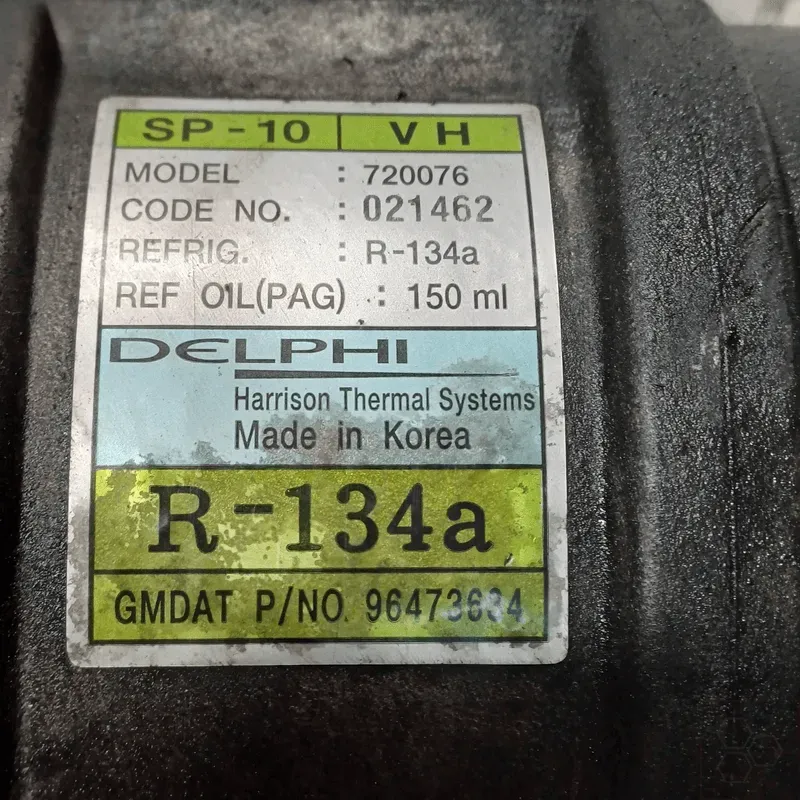 SP-10 | VH
MODEL : 720076
CODE NO. : 021462
REFRIG. : R-134a
REF OIL(PAG) : 150 ml
DELPHI
Harrison Thermal Systems
Made in Korea
R-134a
GMDAT P/NO. 96473634